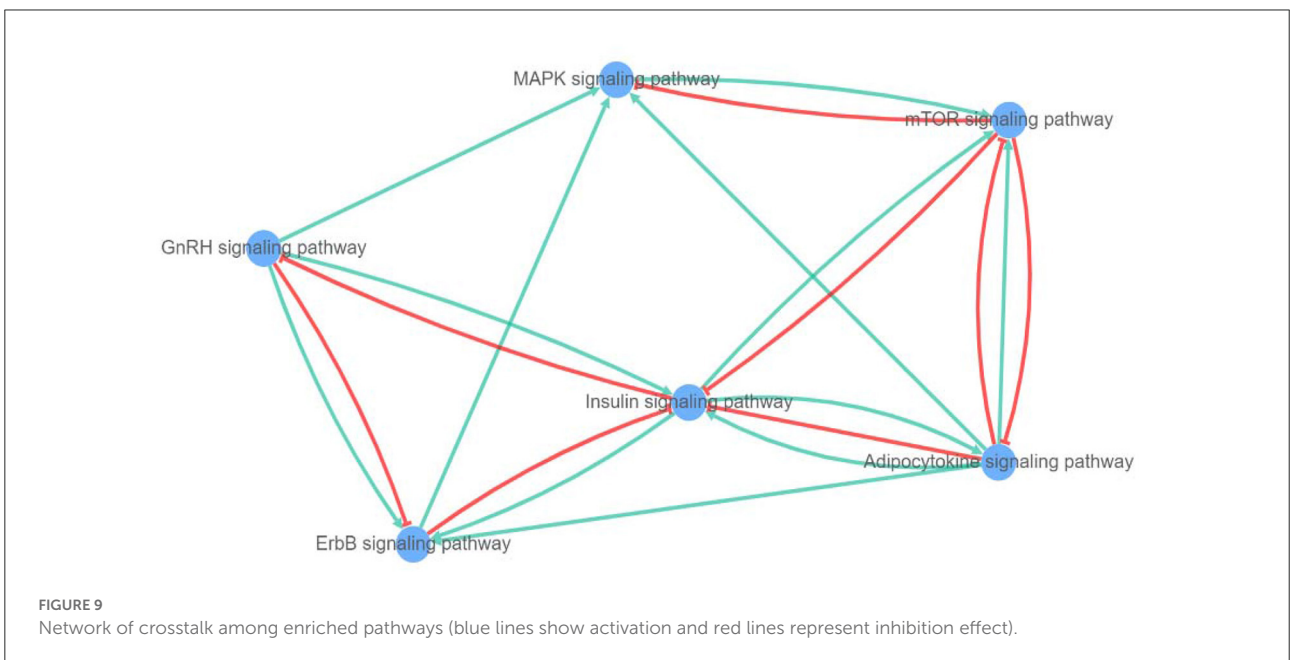 MAPK signaling pathway
mTOR signaling pathway
GnRH signaling pathway
Insulin signaling pathway
Adipocytokine signaling pathway
ErbB signaling pathway
FIGURE 9
Network of crosstalk among enriched pathways (blue lines show activation and red lines represent inhibition effect).